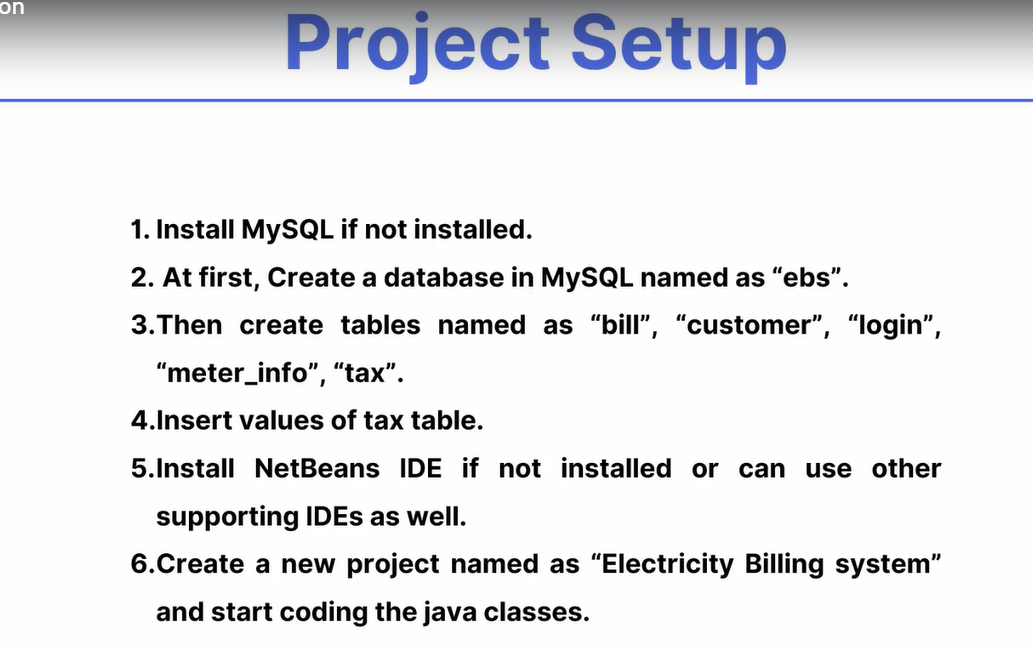 on
Project Setup
1. Install MySQL if not installed.
2. At first, Create a database in MySQL named as “ebs”.
3.Then create tables named as “bill”, “customer”, “login”,
“meter_info”, “tax”.
4.Insert values of tax table.
5.Install NetBeans IDE if not installed or can use other
supporting IDEs as well.
6.Create a new project named as “Electricity Billing system”
and start coding the java classes.